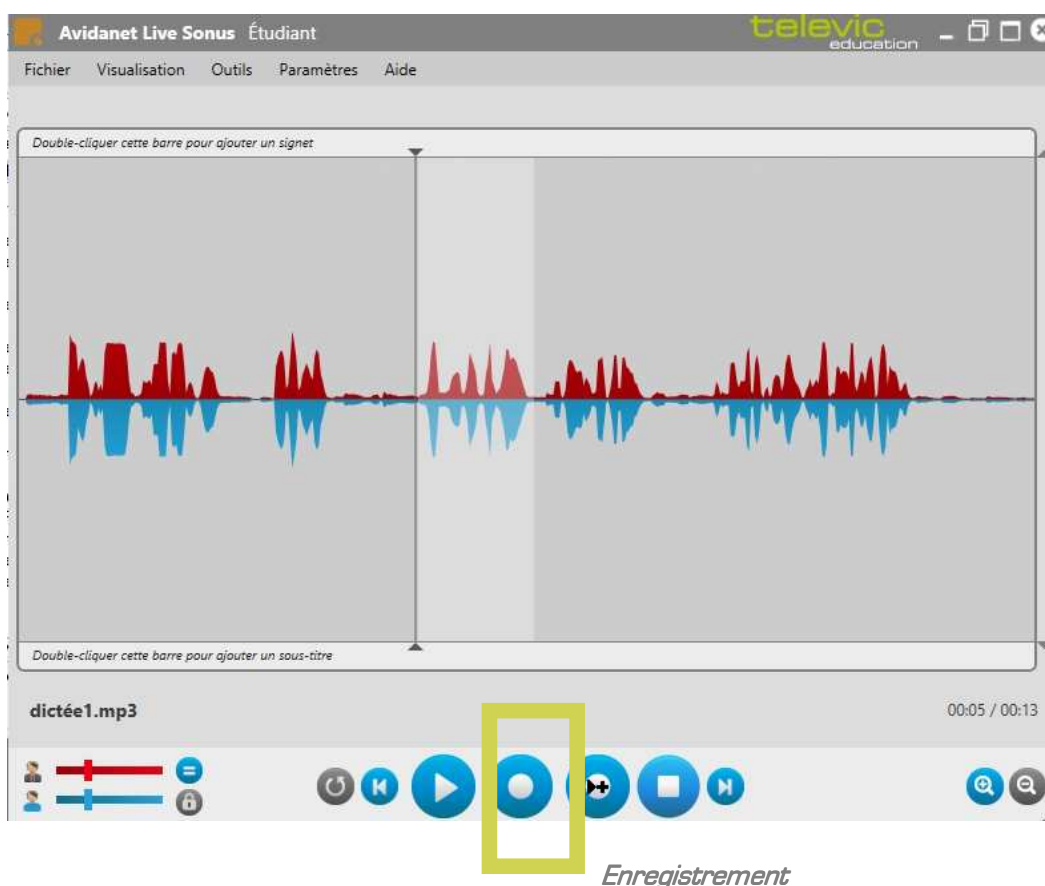 Avidanet Live Sonus Étudiant
televic
education
Fichier Visualisation Outils Paramètres Aide
Double-cliquer cette barre pour ajouter un signet
Double-cliquer cette barre pour ajouter un sous-titre
dictée1.mp3
00:05 / 00:13
Enregistrement